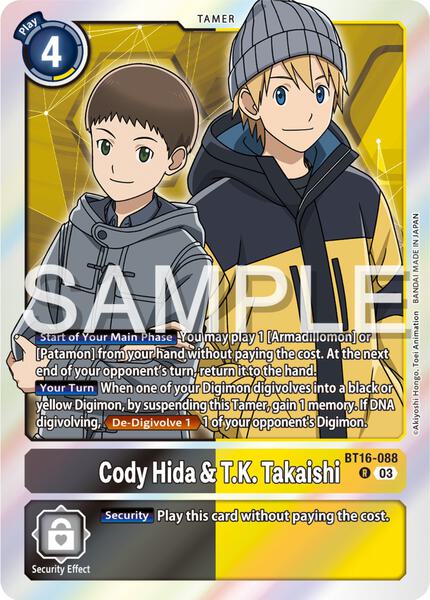 Play
4
TAMER
SAMPLE
©Akiyoshi Hongo, Toei Animation BANDAI MADE IN JAPAN
Start of Your Main Phase You may play 1 [Armadillomon] or
[Patamon] from your hand without paying the cost. At the next
end of your opponent's turn, return it to the hand.
Your Turn When one of your Digimon digivolves into a black or
yellow Digimon, by suspending this Tamer, gain 1 memory. If DNA
digivolving, De-Digivolve 1 1 of your opponent's Digimon.
BT16-088
Cody Hida & T.K. Takaishi
R 03
Security Play this card without paying the cost.
Security Effect